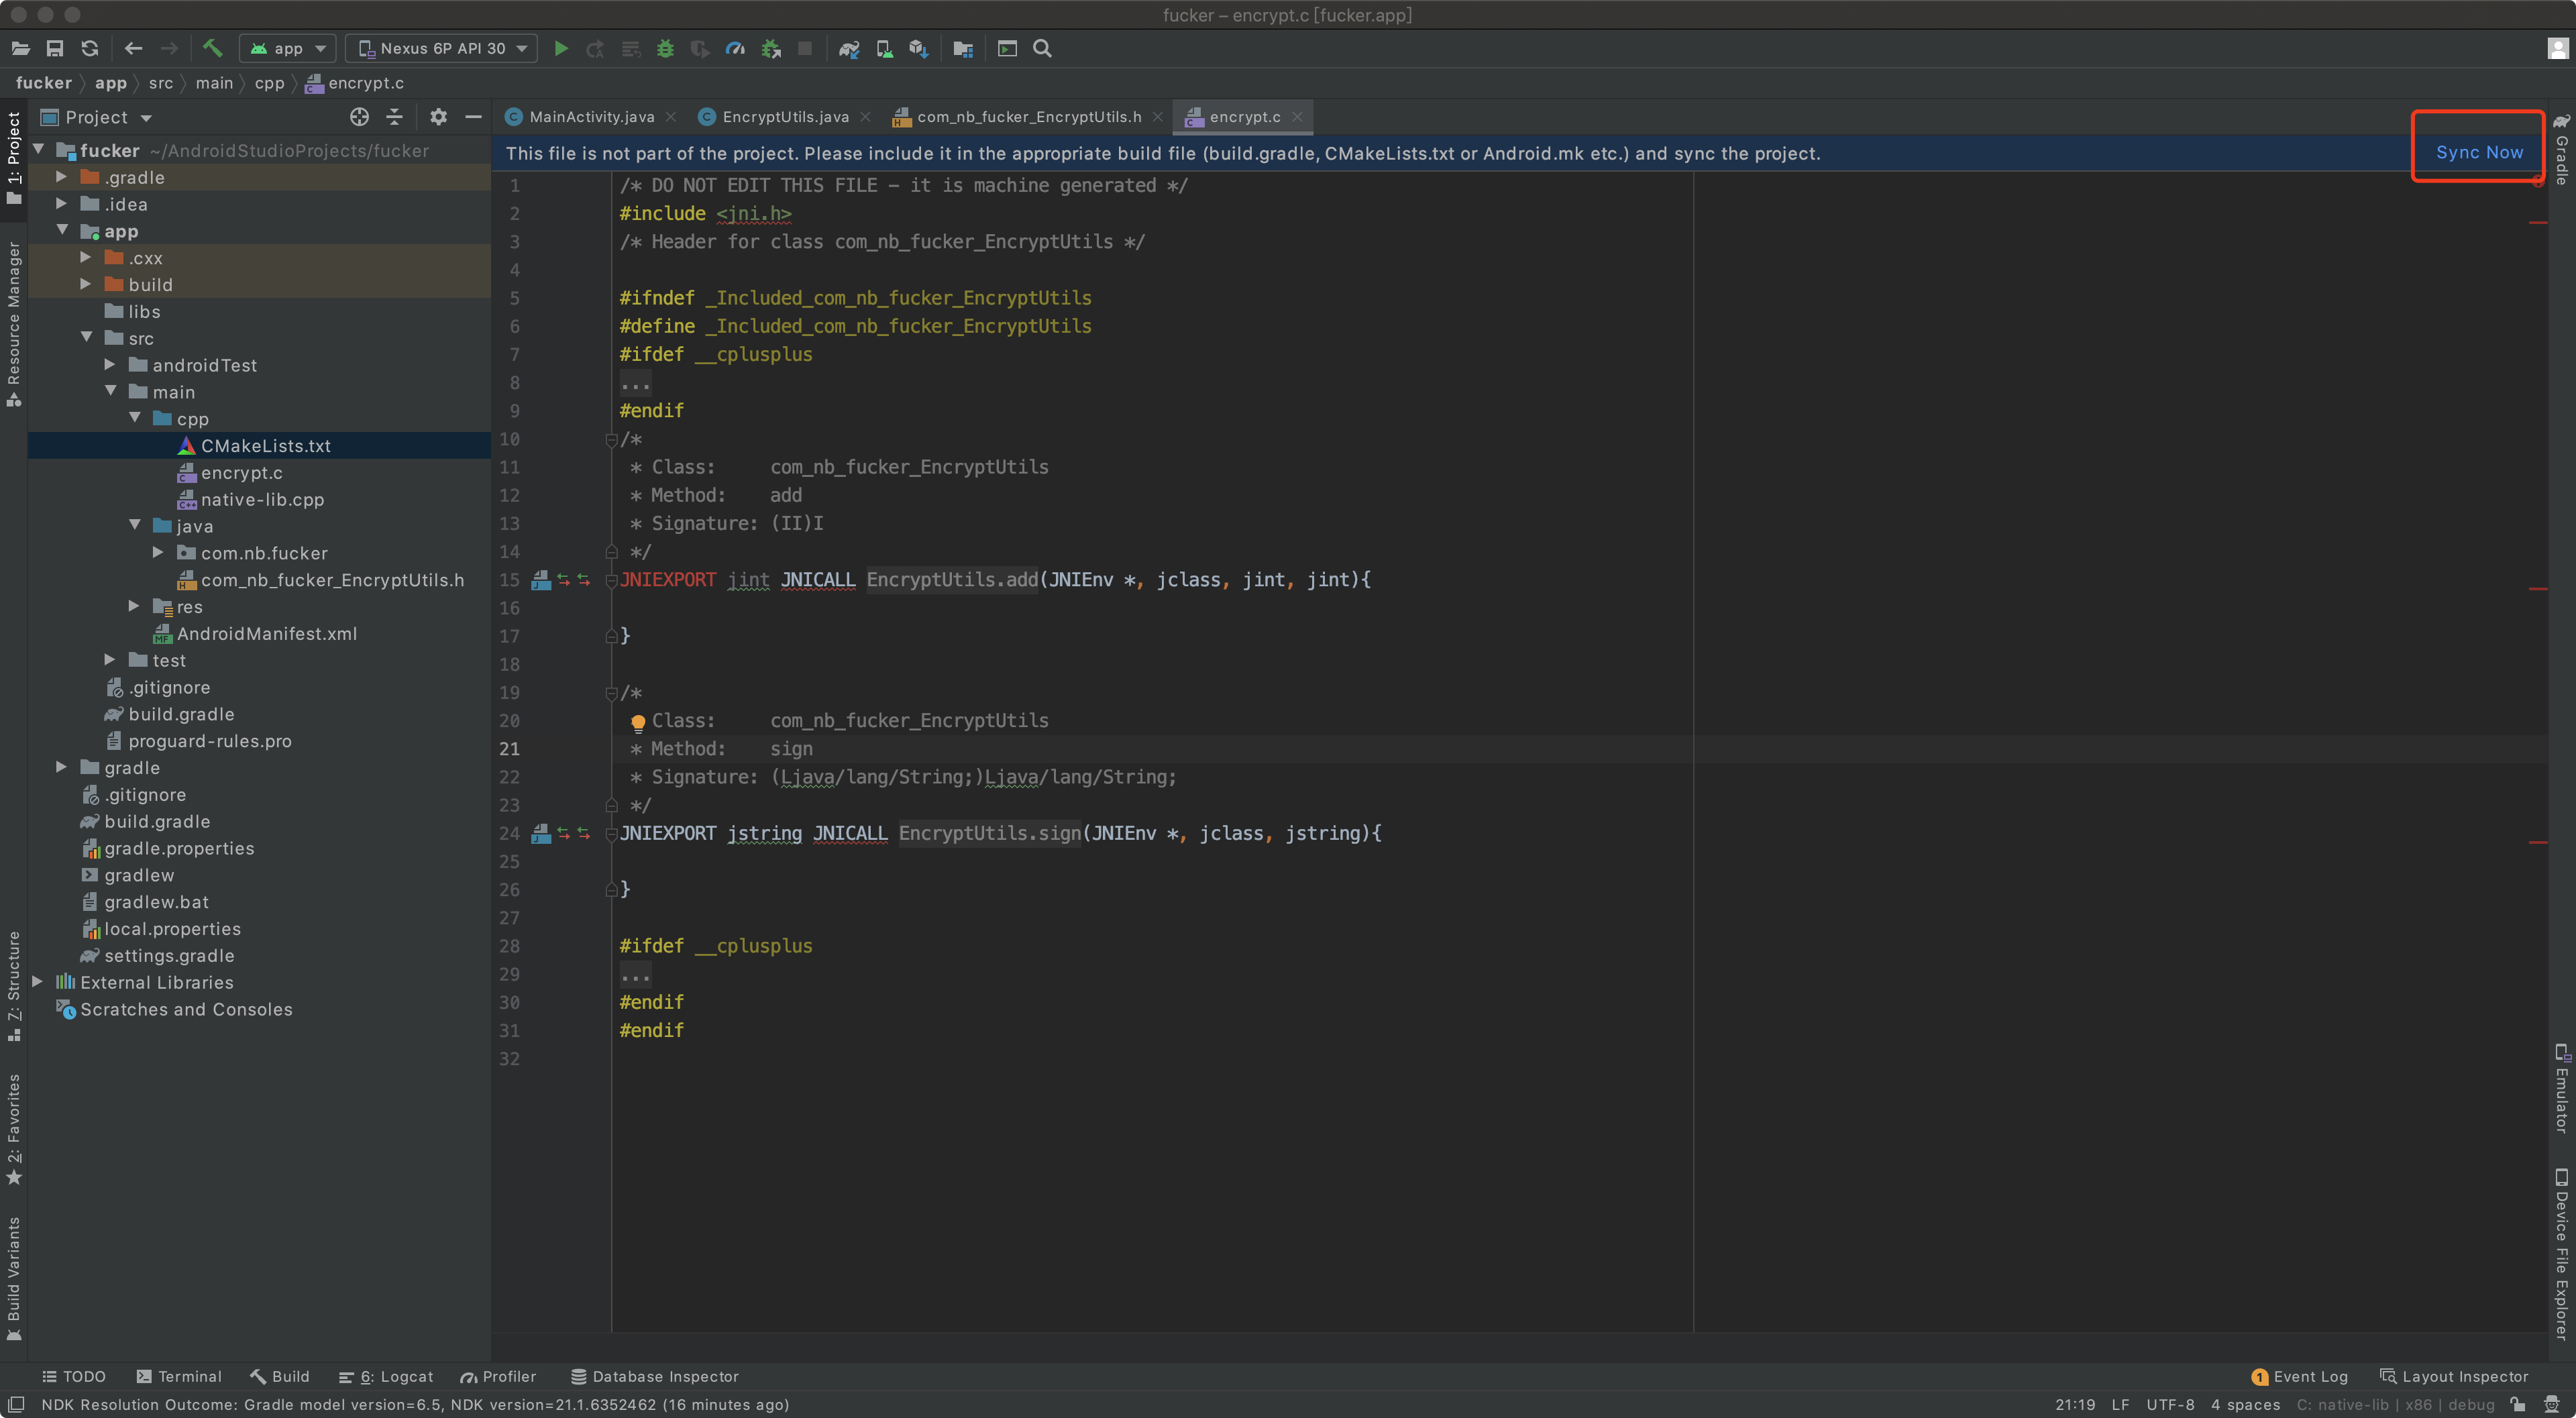 fucker – encrypt.c [fucker.app]
app
Nexus 6P API 30
fucker
app
src
main
cpp
encrypt.c
1: Project
Resource Manager
7: Structure
2: Favorites
Build Variants
Project
fucker ~/AndroidStudioProjects/fucker
.gradle
.idea
app
.cxx
build
libs
src
androidTest
main
cpp
CMakeLists.txt
encrypt.c
native-lib.cpp
java
com.nb.fucker
com_nb_fucker_EncryptUtils.h
res
AndroidManifest.xml
test
.gitignore
build.gradle
proguard-rules.pro
gradle
.gitignore
build.gradle
gradle.properties
gradlew
gradlew.bat
local.properties
settings.gradle
External Libraries
Scratches and Consoles
MainActivity.java
EncryptUtils.java
com_nb_fucker_EncryptUtils.h
encrypt.c
This file is not part of the project. Please include it in the appropriate build file (build.gradle, CMakeLists.txt or Android.mk etc.) and sync the project.
Sync Now
1 /* DO NOT EDIT THIS FILE - it is machine generated */
2 #include <jni.h>
3 /* Header for class com_nb_fucker_EncryptUtils */
4
5 #ifndef _Included_com_nb_fucker_EncryptUtils
6 #define _Included_com_nb_fucker_EncryptUtils
7 #ifdef __cplusplus
8 ...
9 #endif
10 /*
11 * Class: com_nb_fucker_EncryptUtils
12 * Method: add
13 * Signature: (II)I
14 */
15 JNIEXPORT jint JNICALL EncryptUtils.add(JNIEnv *, jclass, jint, jint){
16
17 }
18
19 /*
20 Class: com_nb_fucker_EncryptUtils
21 * Method: sign
22 * Signature: (Ljava/lang/String;)Ljava/lang/String;
23 */
24 JNIEXPORT jstring JNICALL EncryptUtils.sign(JNIEnv *, jclass, jstring){
25
26 }
27
28 #ifdef __cplusplus
29 ...
30 #endif
31 #endif
32
Gradle
Emulator
Device File Explorer
TODO
Terminal
Build
6: Logcat
Profiler
Database Inspector
1 Event Log
Layout Inspector
NDK Resolution Outcome: Gradle model version=6.5, NDK version=21.1.6352462 (16 minutes ago)
21:19 LF UTF-8 4 spaces C: native-lib | x86 | debug